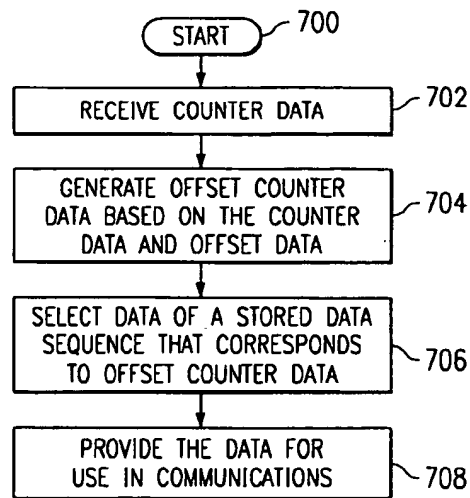 START
700
RECEIVE COUNTER DATA
702
GENERATE OFFSET COUNTER
DATA BASED ON THE COUNTER
DATA AND OFFSET DATA
704
SELECT DATA OF A STORED DATA
SEQUENCE THAT CORRESPONDS
TO OFFSET COUNTER DATA
706
PROVIDE THE DATA FOR
USE IN COMMUNICATIONS
708